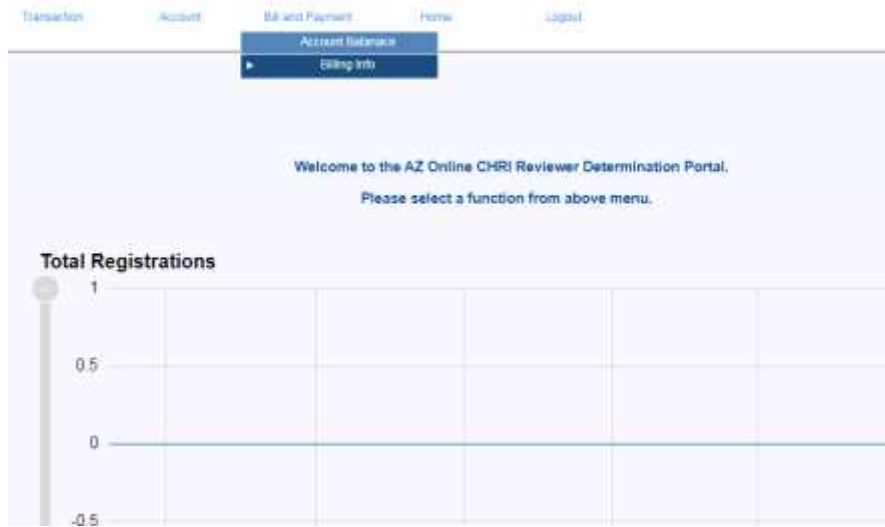 Transaction Account Bill and Payment Home Logout
Account Balanace
Billing Info
Welcome to the AZ Online CHRI Reviewer Determination Portal.
Please select a function from above menu.
Total Registrations
1
0.5
0
-0.5